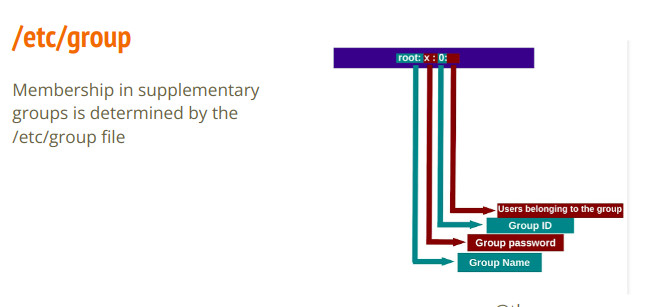 /etc/group
Membership in supplementary
groups is determined by the
/etc/group file
root: x : 0:
Users belonging to the group
Group ID
Group password
Group Name